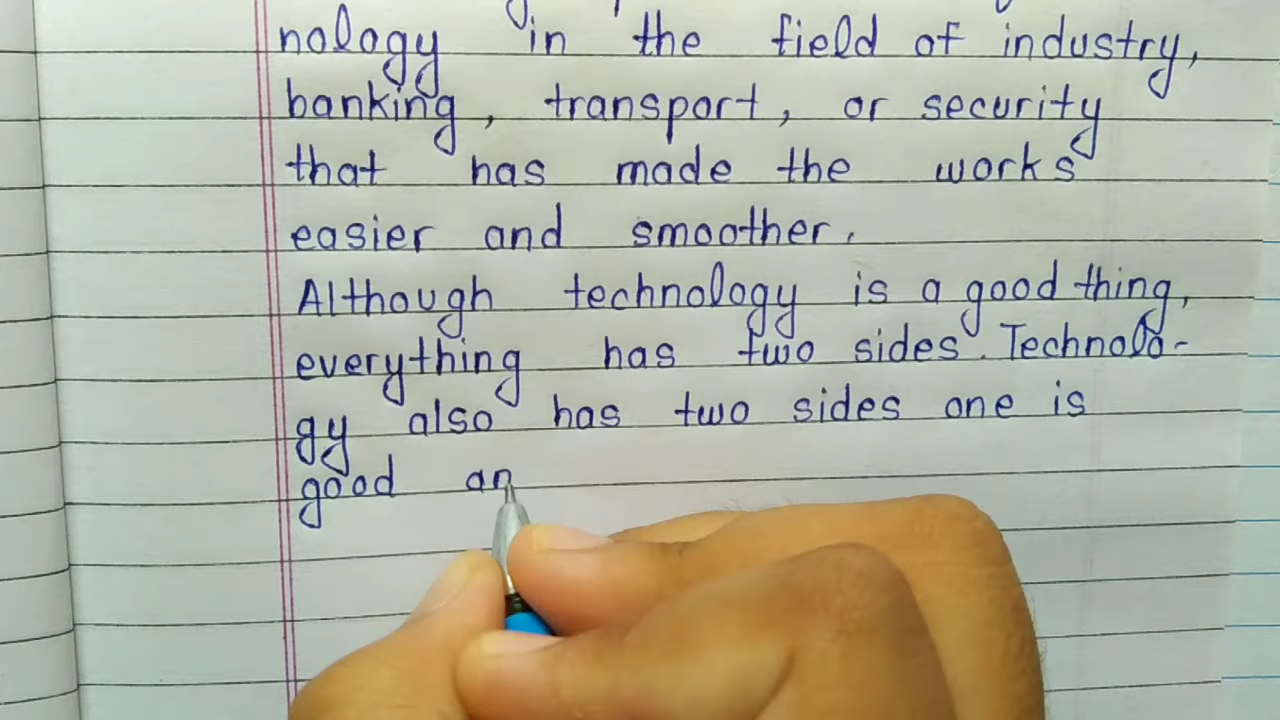 nology in the field of industry,
banking, transport, or security
that has made the works
easier and smoother.
Although technology is a good thing,
everything has two sides. Technolo-
gy also has two sides one is
good an